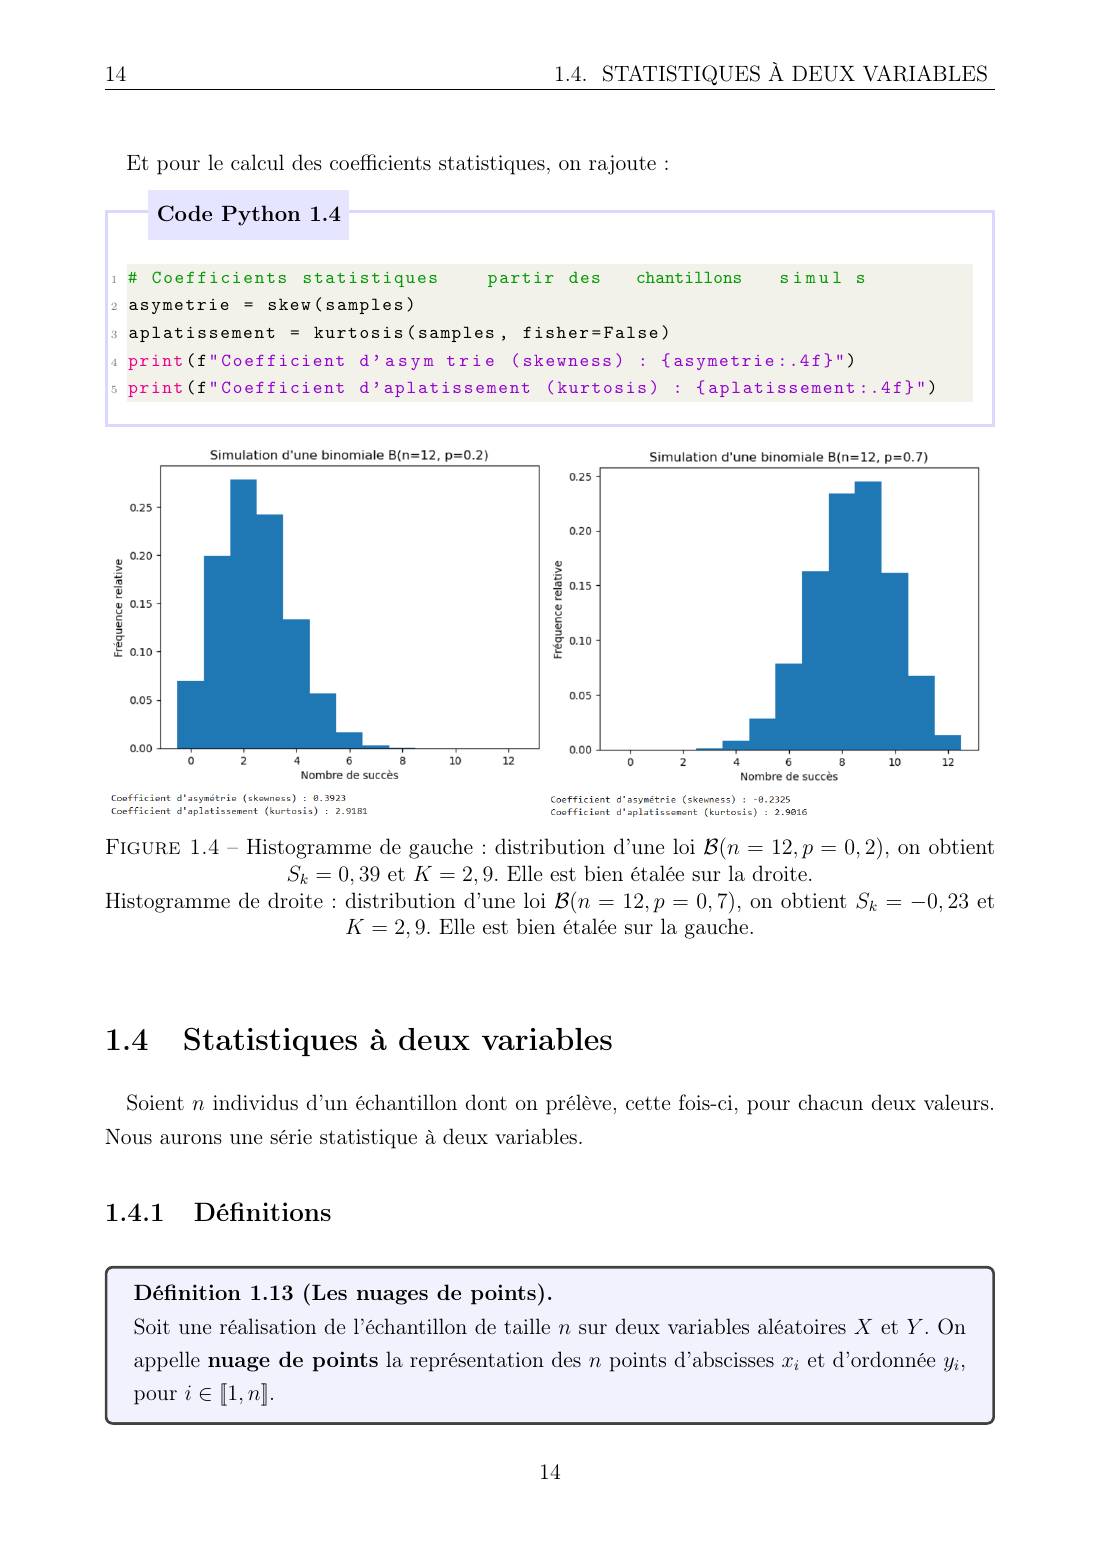 14 1.4. STATISTIQUES À DEUX VARIABLES
Et pour le calcul des coefficients statistiques, on rajoute :
Code Python 1.4
1 # Coefficients statistiques partir des chantillons simul s
2 asymetrie = skew(samples)
3 aplatissement = kurtosis(samples, fisher=False)
4 print(f"Coefficient d'asym trie (skewness) : {asymetrie:.4f}")
5 print(f"Coefficient d'aplatissement (kurtosis) : {aplatissement:.4f}")
Simulation d'une binomiale B(n=12, p=0.2)
Fréquence relative
0.25
0.20
0.15
0.10
0.05
0.00
0 2 4 6 8 10 12
Nombre de succès
Coefficient d'asymétrie (skewness) : 0.3923
Coefficient d'aplatissement (kurtosis) : 2.9181
Simulation d'une binomiale B(n=12, p=0.7)
Fréquence relative
0.25
0.20
0.15
0.10
0.05
0.00
0 2 4 6 8 10 12
Nombre de succès
Coefficient d'asymétrie (skewness) : -0.2325
Coefficient d'aplatissement (kurtosis) : 2.9016
FIGURE 1.4 – Histogramme de gauche : distribution d'une loi ℬ(n = 12, p = 0, 2), on obtient
Sₖ = 0, 39 et K = 2, 9. Elle est bien étalée sur la droite.
Histogramme de droite : distribution d'une loi ℬ(n = 12, p = 0, 7), on obtient Sₖ = −0, 23 et
K = 2, 9. Elle est bien étalée sur la gauche.
1.4 Statistiques à deux variables
Soient n individus d'un échantillon dont on prélève, cette fois-ci, pour chacun deux valeurs.
Nous aurons une série statistique à deux variables.
1.4.1 Définitions
Définition 1.13 (Les nuages de points).
Soit une réalisation de l'échantillon de taille n sur deux variables aléatoires X et Y. On
appelle nuage de points la représentation des n points d'abscisses xᵢ et d'ordonnée yᵢ,
pour i ∈ ⟦1, n⟧.
14